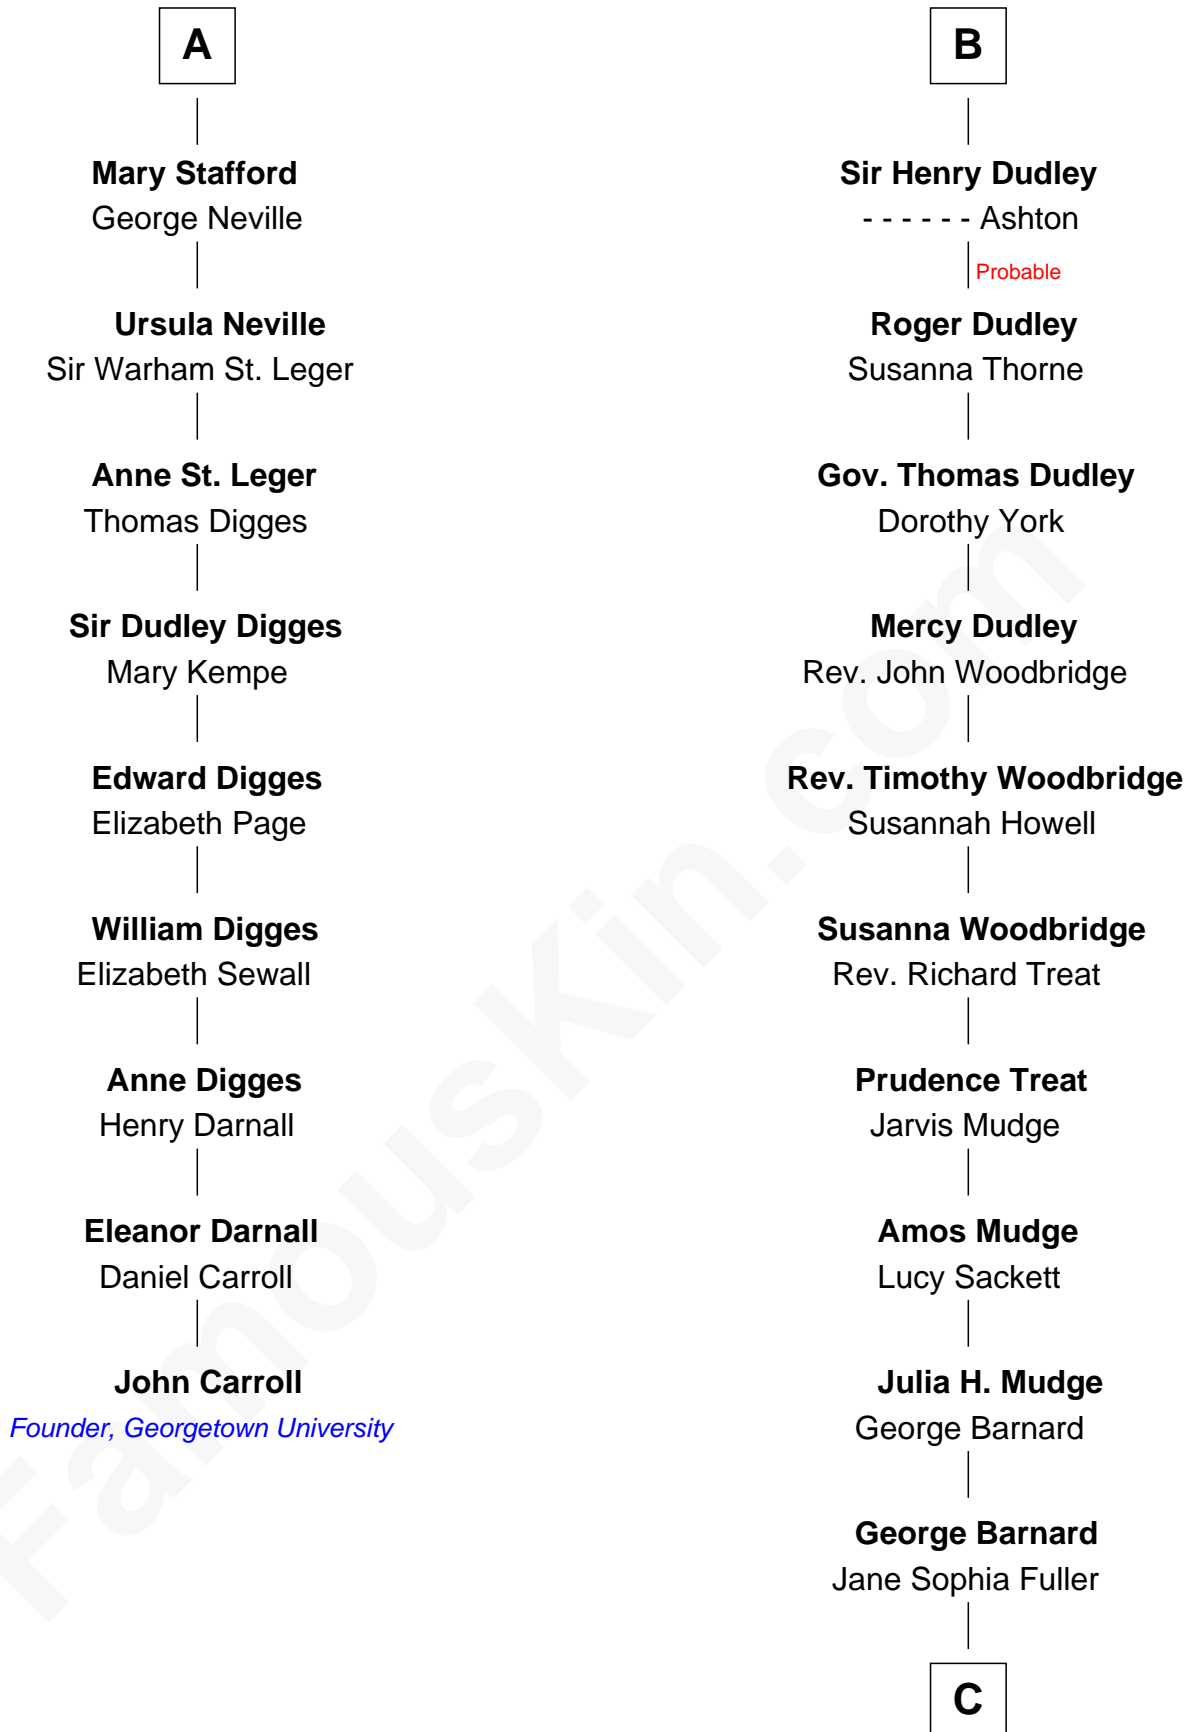 A
Mary Stafford
George Neville
Ursula Neville
Sir Warham St. Leger
Anne St. Leger
Thomas Digges
Sir Dudley Digges
Mary Kempe
Edward Digges
Elizabeth Page
William Digges
Elizabeth Sewall
Anne Digges
Henry Darnall
Eleanor Darnall
Daniel Carroll
John Carroll
Founder, Georgetown University
B
Sir Henry Dudley
- - - - - - Ashton
Probable
Roger Dudley
Susanna Thorne
Gov. Thomas Dudley
Dorothy York
Mercy Dudley
Rev. John Woodbridge
Rev. Timothy Woodbridge
Susannah Howell
Susanna Woodbridge
Rev. Richard Treat
Prudence Treat
Jarvis Mudge
Amos Mudge
Lucy Sackett
Julia H. Mudge
George Barnard
George Barnard
Jane Sophia Fuller
C
FamousKin.com